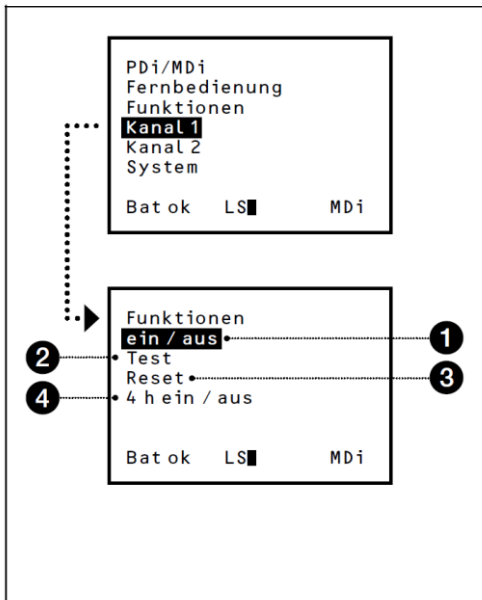 PDi/MDi
Fernbedienung
Funktionen
Kanal 1
Kanal 2
System
Bat ok LS MDi
Funktionen
ein / aus
1
2
Test
Reset
3
4
4 h ein / aus
Bat ok LS MDi